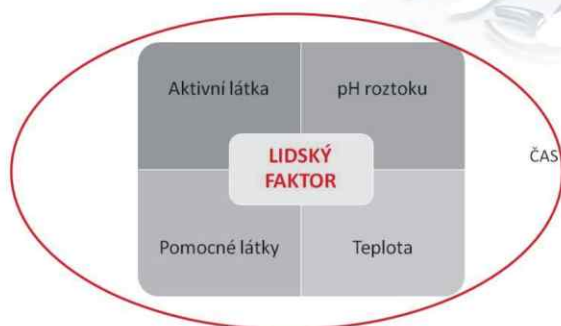 Aktivní látka
pH roztoku
LIDSKÝ
FAKTOR
ČAS
Pomocné látky
Teplota